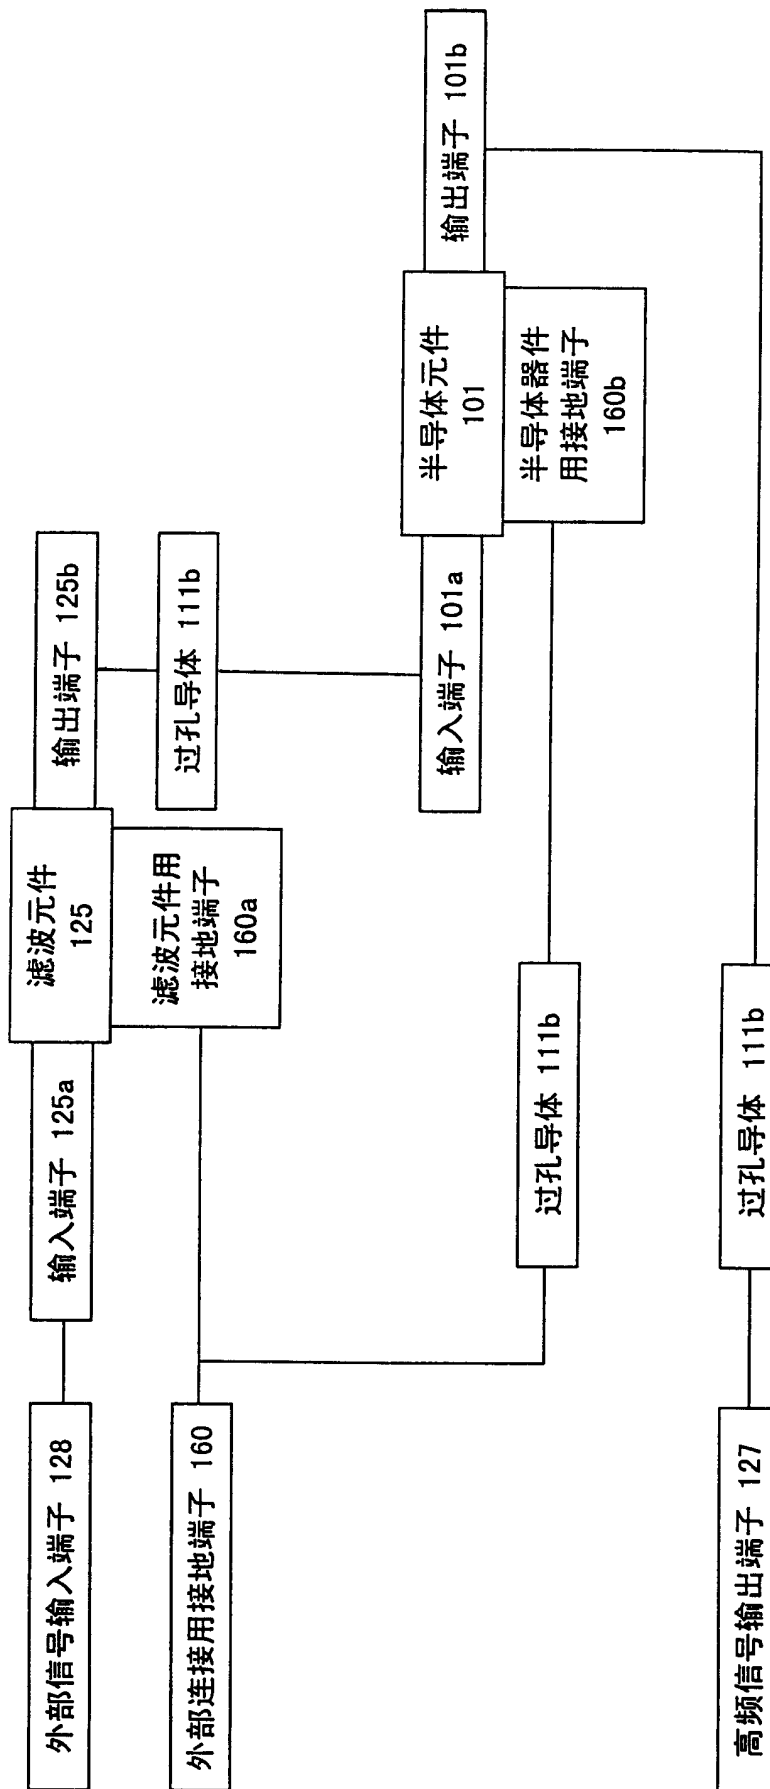 外部信号输入端子 128
输入端子 125a
滤波元件
125
输出端子 125b
外部连接用接地端子 160
滤波元件用
接地端子
160a
过孔导体 111b
输入端子 101a
半导体元件
101
输出端子 101b
过孔导体 111b
半导体器件
用接地端子
160b
高频信号输出端子 127
过孔导体 111b